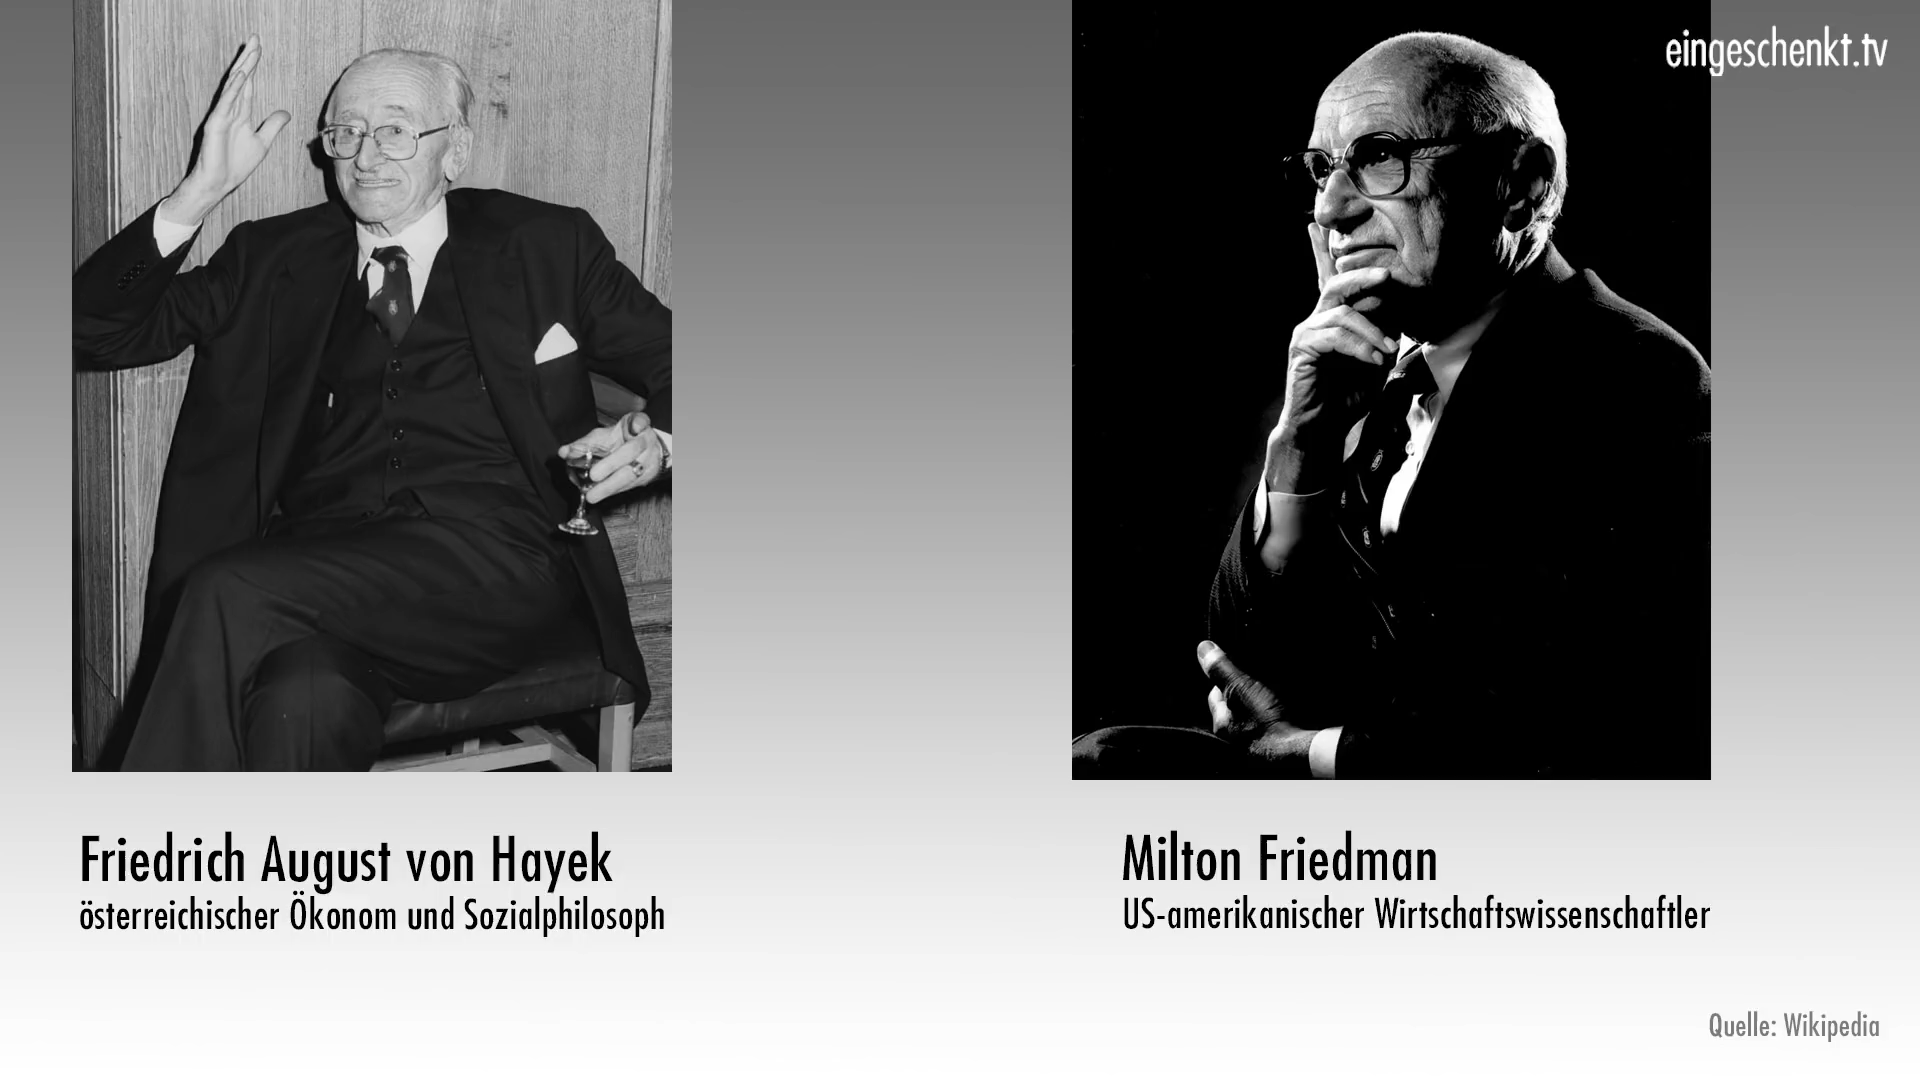 eingeschenkt.tv
Friedrich August von Hayek
österreichischer Ökonom und Sozialphilosoph
Milton Friedman
US-amerikanischer Wirtschaftswissenschaftler
Quelle: Wikipedia